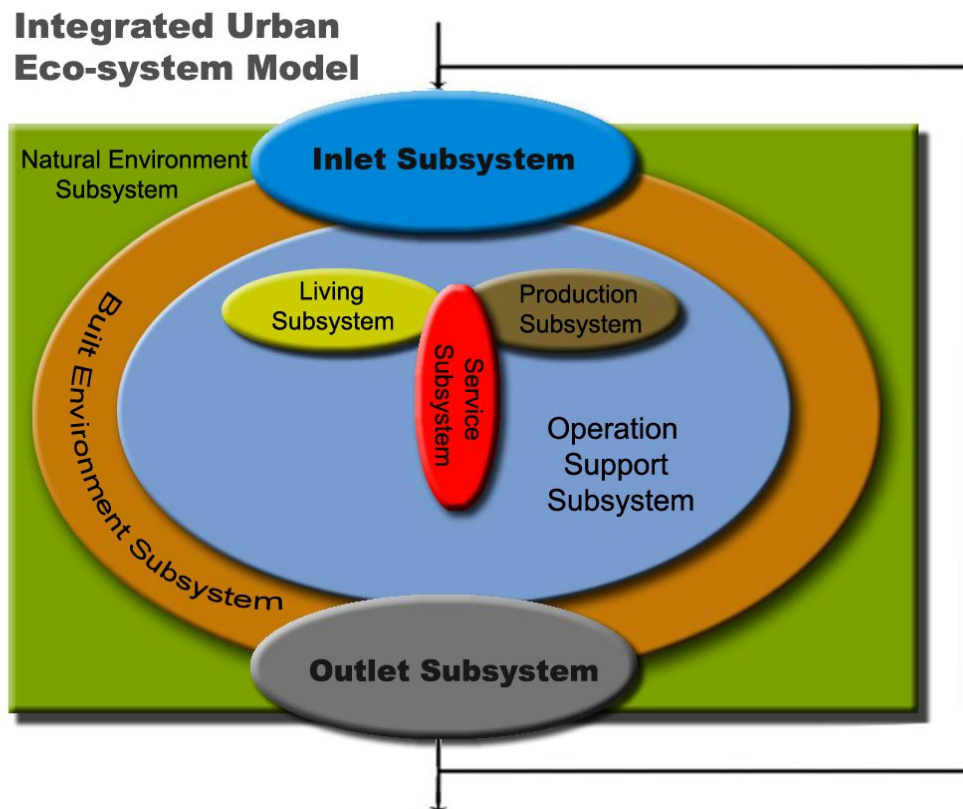 Integrated Urban
Eco-system Model
Inlet Subsystem
Natural Environment
Subsystem
Living
Subsystem
Production
Subsystem
Service
Subsystem
Built Environment Subsystem
Operation
Support
Subsystem
Outlet Subsystem